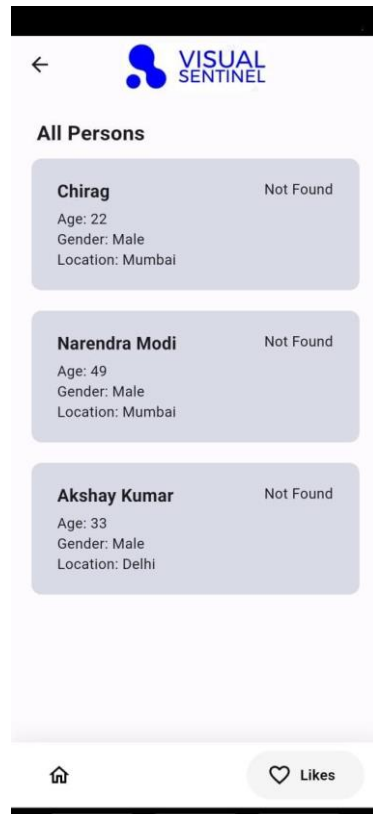 VISUAL
SENTINEL
All Persons
Chirag
Not Found
Age: 22
Gender: Male
Location: Mumbai
Narendra Modi
Not Found
Age: 49
Gender: Male
Location: Mumbai
Akshay Kumar
Not Found
Age: 33
Gender: Male
Location: Delhi
Likes